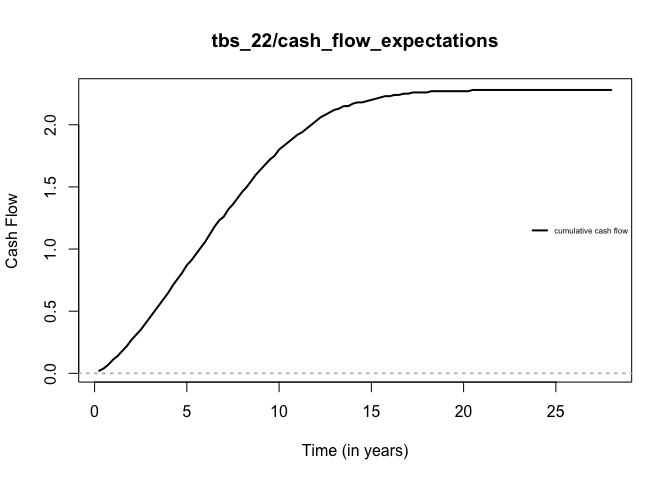 tbs_22/cash_flow_expectations
Cash Flow
2.0
1.5
1.0
0.5
0.0
cumulative cash flow
0 5 10 15 20 25
Time (in years)